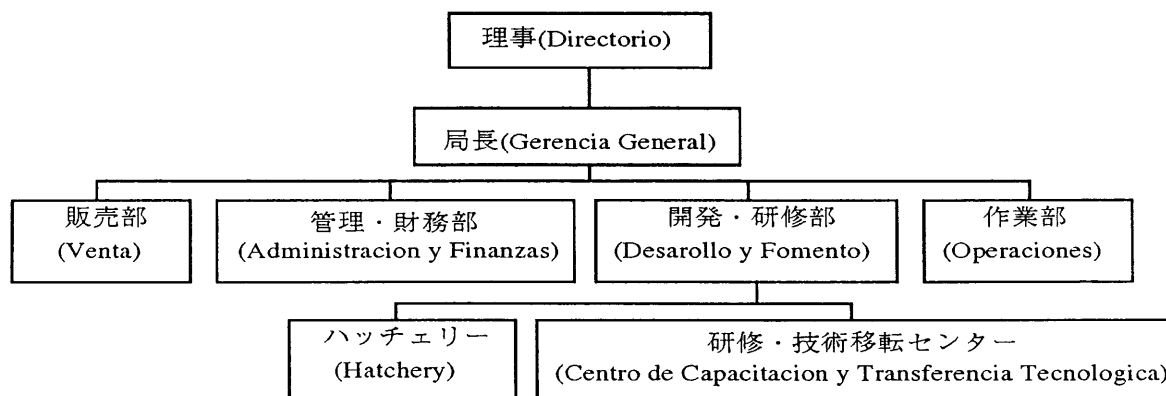 理事(Directorio)
局長(Gerencia General)
販売部
(Venta)
管理・財務部
(Administracion y Finanzas)
開発・研修部
(Desarollo y Fomento)
作業部
(Operaciones)
ハッチェリー
(Hatchery)
研修・技術移転センター
(Centro de Capacitacion y Transferencia Tecnologica)